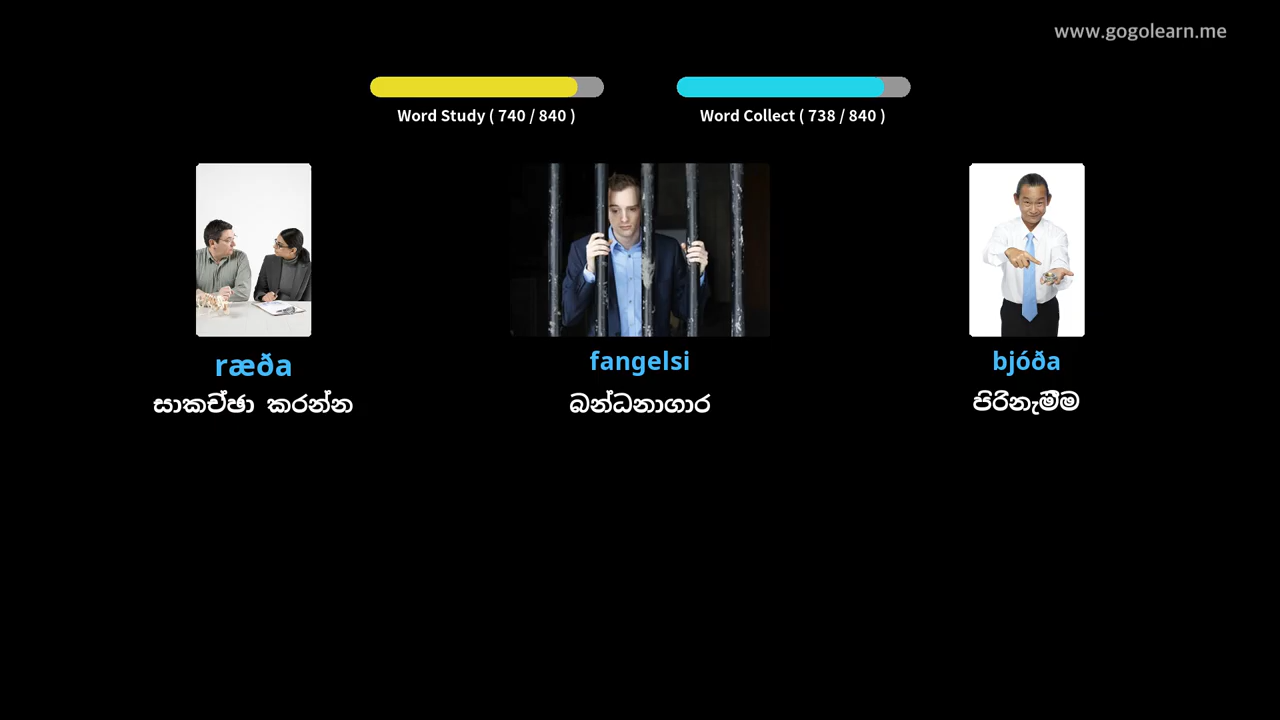 www.gogolearn.me
Word Study ( 740 / 840 )
Word Collect ( 738 / 840 )
ræða
fangelsi
bjóða
සාකච්ඡා කරන්න
බන්ධනාගාර
පිරිනැමීම